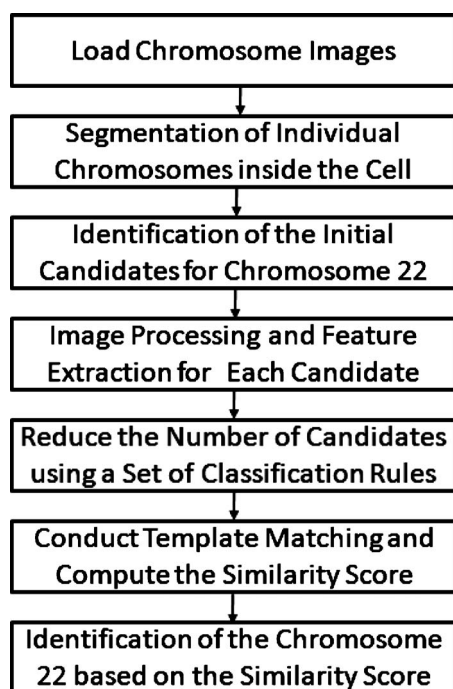 Load Chromosome Images
Segmentation of Individual
Chromosomes inside the Cell
Identification of the Initial
Candidates for Chromosome 22
Image Processing and Feature
Extraction for Each Candidate
Reduce the Number of Candidates
using a Set of Classification Rules
Conduct Template Matching and
Compute the Similarity Score
Identification of the Chromosome
22 based on the Similarity Score